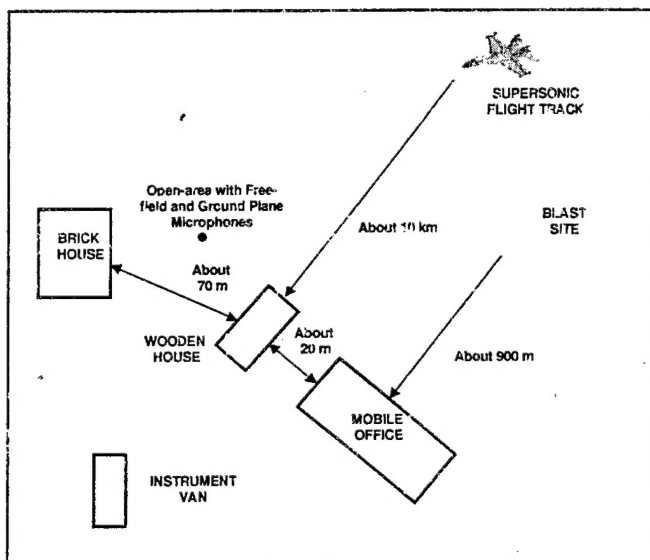 SUPERSONIC
FLIGHT TRACK
Open-area with Free-
field and Ground Plane
Microphones
BLAST
SITE
BRICK
HOUSE
About 10 km
About
70 m
WOODEN
HOUSE
About
20 m
About 900 m
MOBILE
OFFICE
INSTRUMENT
VAN